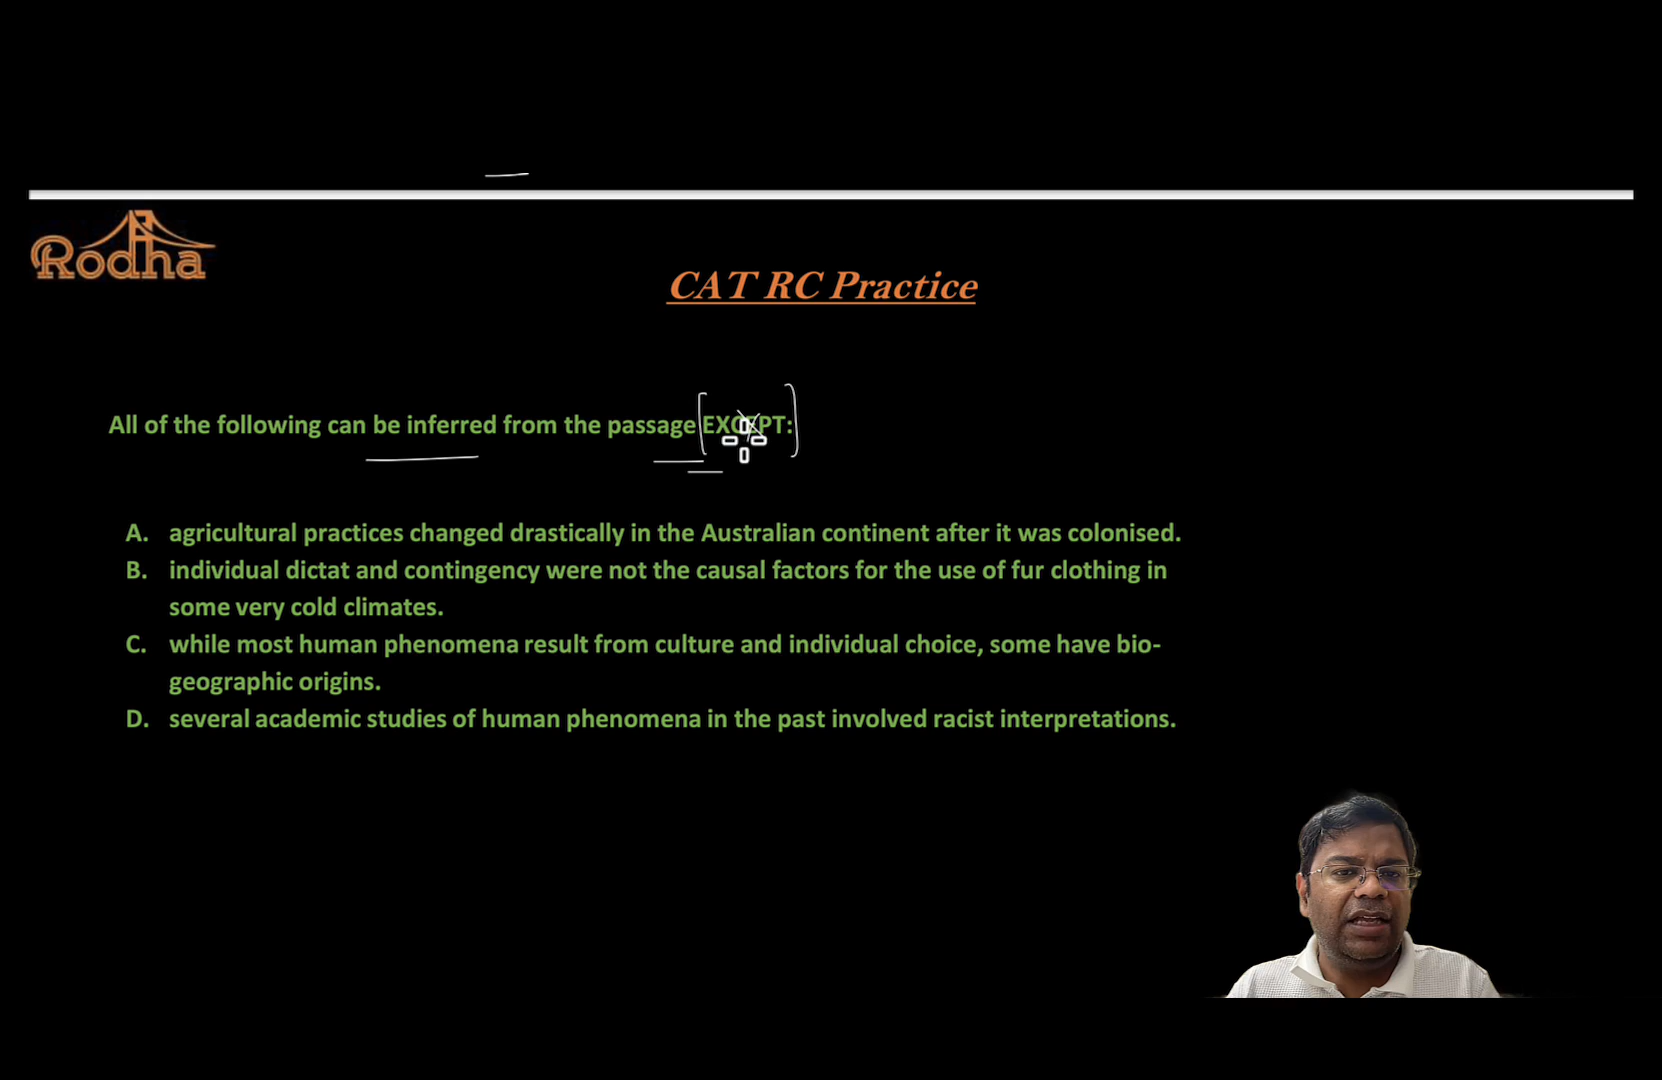 Rodha
CAT RC Practice
All of the following can be inferred from the passage EXCEPT:
A. agricultural practices changed drastically in the Australian continent after it was colonised.
B. individual dictat and contingency were not the causal factors for the use of fur clothing in
some very cold climates.
C. while most human phenomena result from culture and individual choice, some have bio-
geographic origins.
D. several academic studies of human phenomena in the past involved racist interpretations.